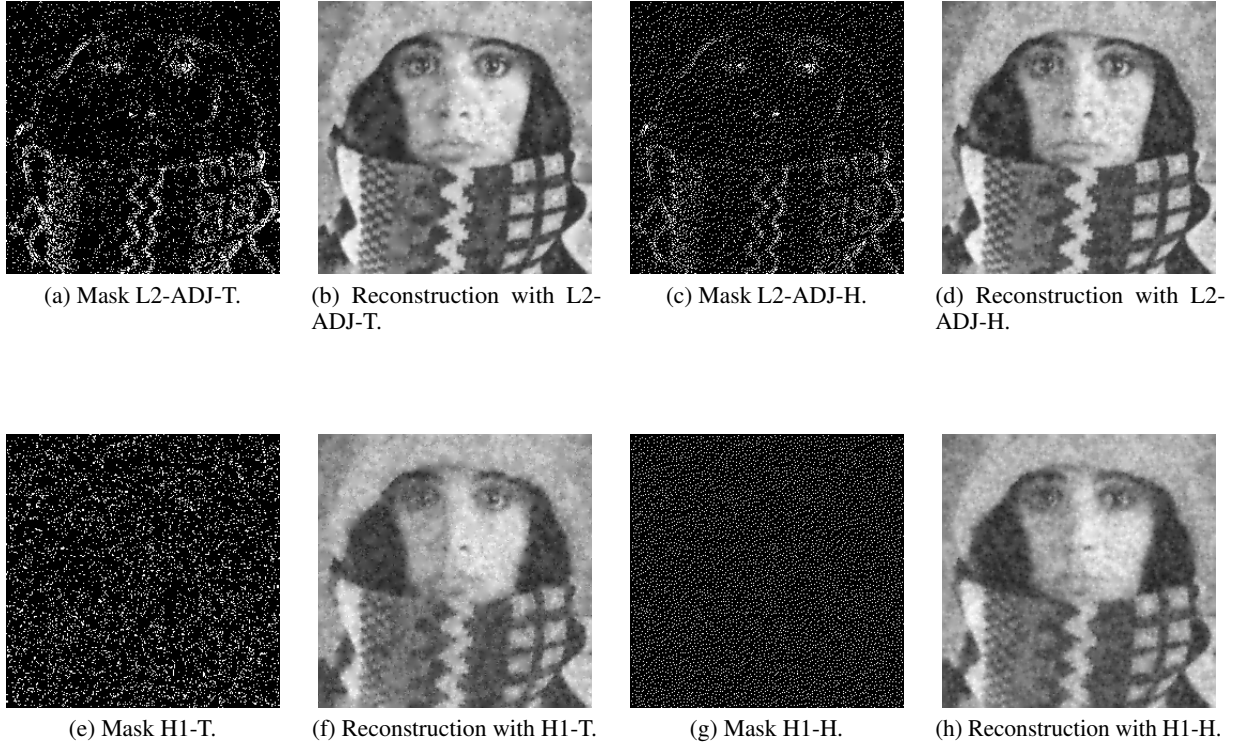 (a) Mask L2-ADJ-T.
(b) Reconstruction with L2-
ADJ-T.
(c) Mask L2-ADJ-H.
(d) Reconstruction with L2-
ADJ-H.
(e) Mask H1-T.
(f) Reconstruction with H1-T.
(g) Mask H1-H.
(h) Reconstruction with H1-H.